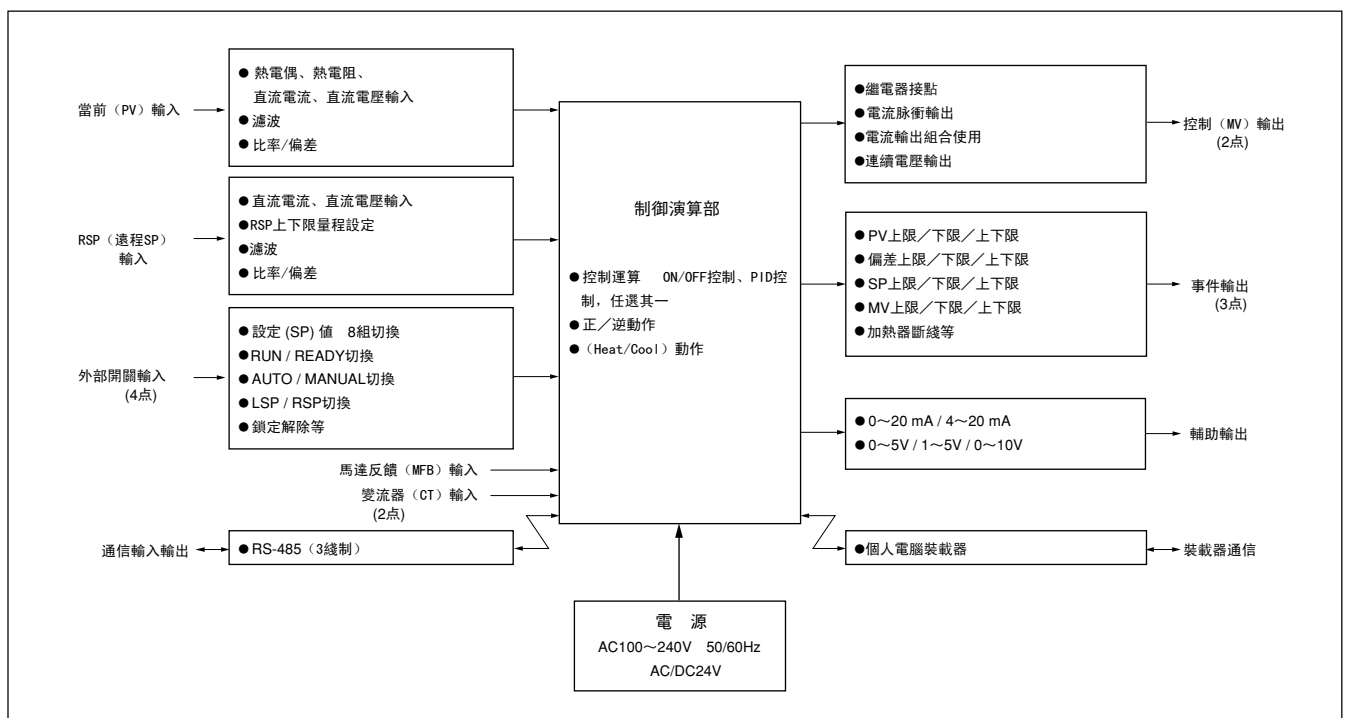 當前（PV）輸入
●熱電偶、熱電阻、
直流電流、直流電壓輸入
●濾波
●比率/偏差
RSP（遠程SP）
輸入
●直流電流、直流電壓輸入
●RSP上下限量程設定
●濾波
●比率/偏差
外部開關輸入
(4点)
●設定 (SP) 値　8組切換
●RUN / READY切換
●AUTO / MANUAL切換
●LSP / RSP切換
●鎖定解除等
馬達反饋（MFB）輸入
變流器（CT）輸入
(2点)
通信輸入輸出
●RS-485（3綫制）
制御演算部
●控制運算　ON/OFF控制、PID控
制，任選其一
●正／逆動作
●（Heat/Cool）動作
電　源
AC100～240V　50/60Hz
AC/DC24V
●繼電器接點
●電流脉衝輸出
●電流輸出組合使用
●連續電壓輸出
控制（MV）輸出
(2点)
●PV上限／下限／上下限
●偏差上限／下限／上下限
●SP上限／下限／上下限
●MV上限／下限／上下限
●加熱器斷綫等
事件輸出
(3点)
●0～20 mA / 4～20 mA
●0～5V / 1～5V / 0～10V
輔助輸出
●個人電腦裝載器
裝載器通信